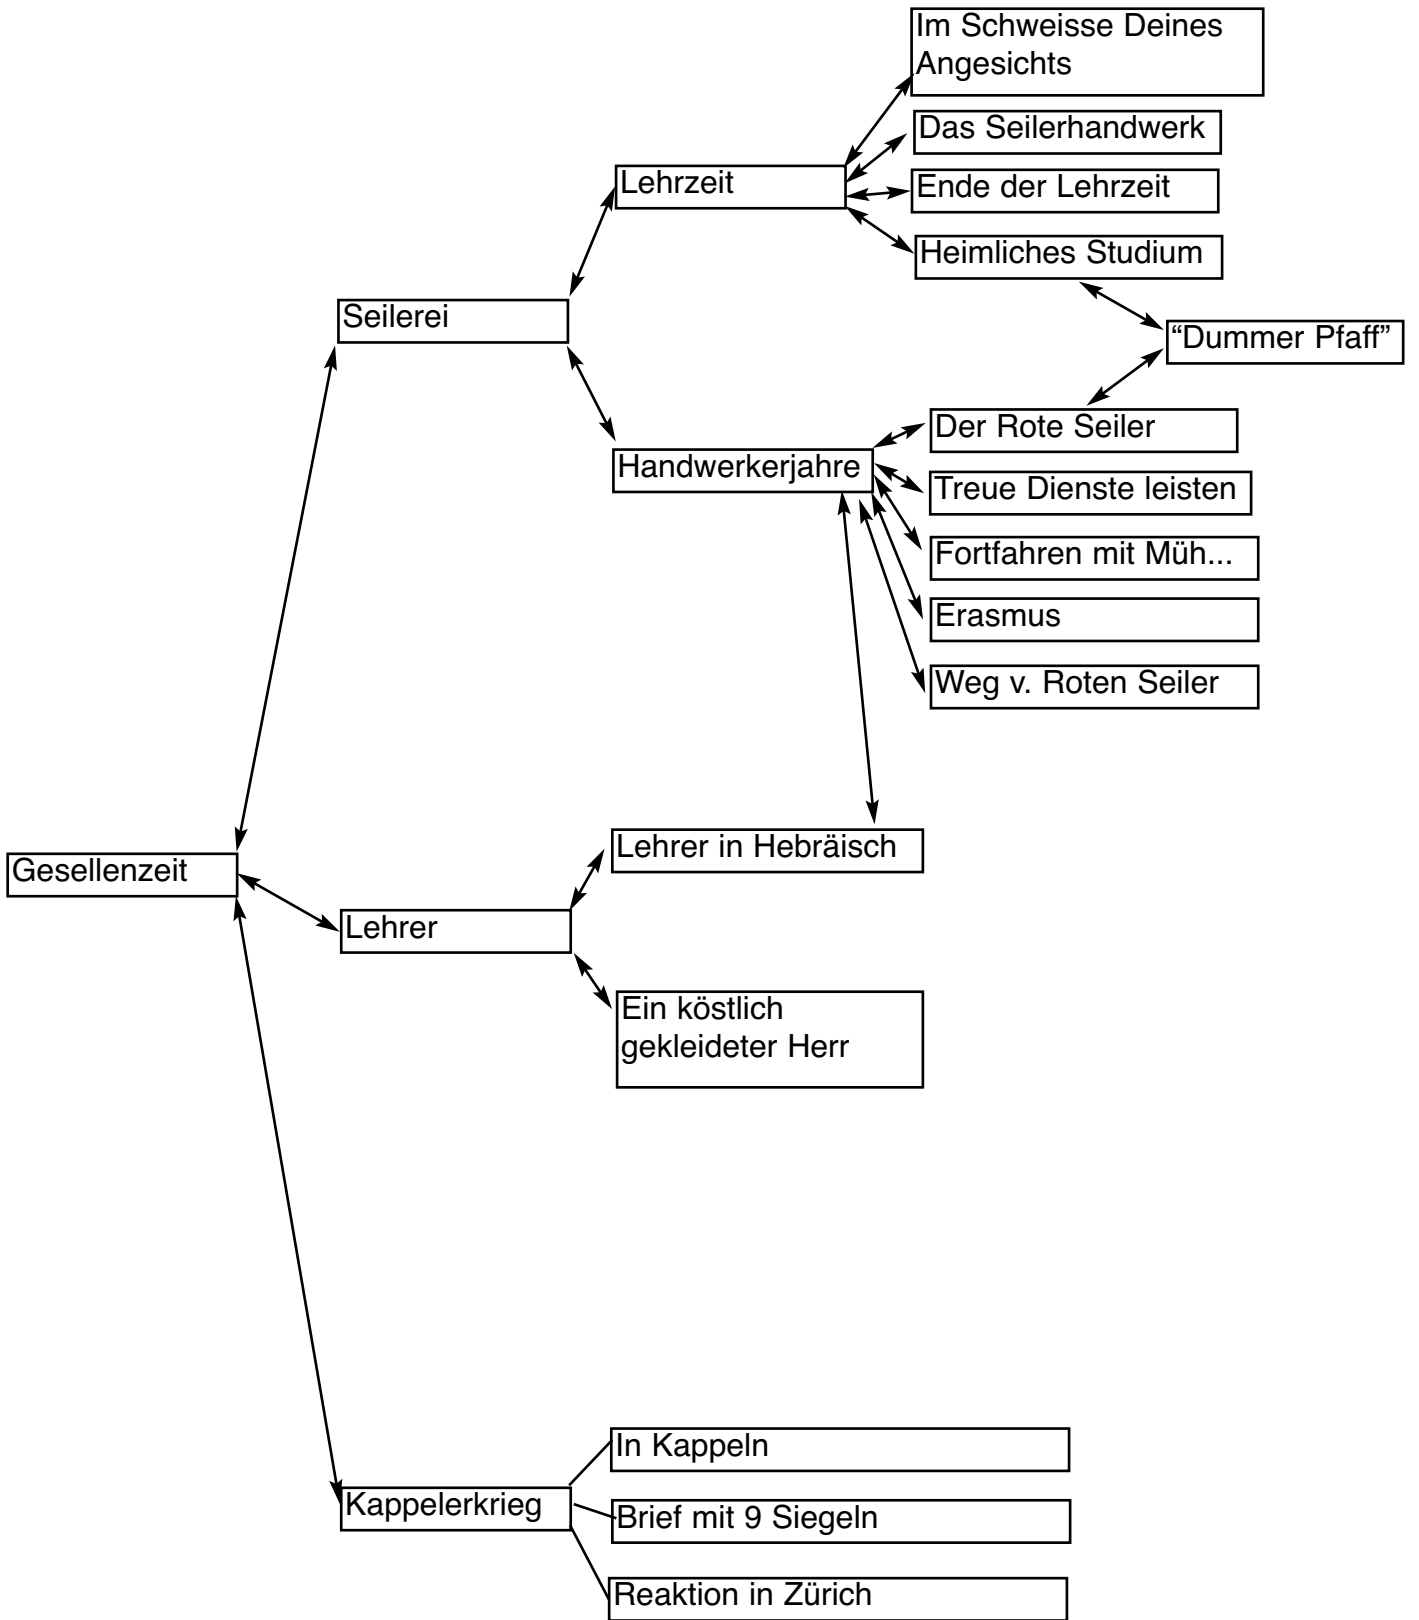 Im Schweisse Deines
Angesichts
Das Seilerhandwerk
Lehrzeit
Ende der Lehrzeit
Heimliches Studium
Seilerei
“Dummer Pfaff”
Der Rote Seiler
Handwerkerjahre
Treue Dienste leisten
Fortfahren mit Müh...
Erasmus
Weg v. Roten Seiler
Lehrer in Hebräisch
Gesellenzeit
Lehrer
Ein köstlich
gekleideter Herr
In Kappeln
Kappelerkrieg
Brief mit 9 Siegeln
Reaktion in Zürich